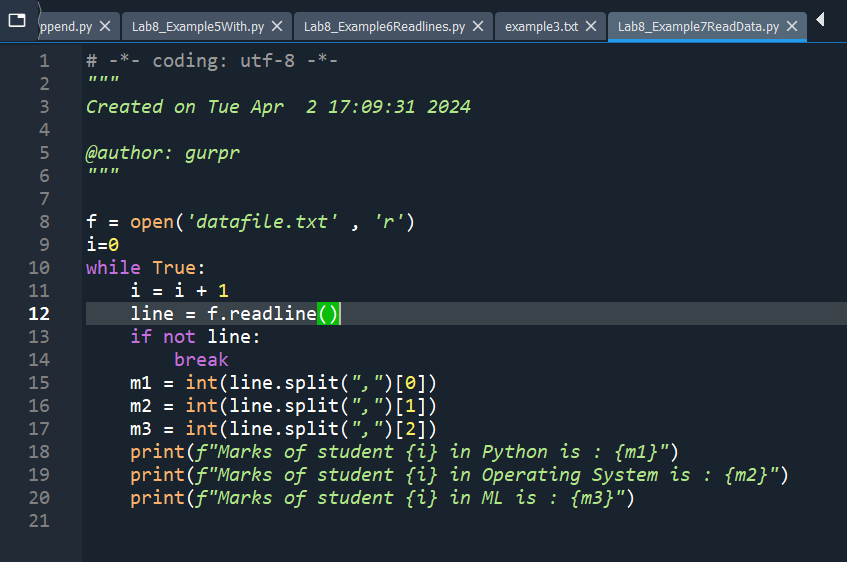 ppend.py Lab8_Example5With.py Lab8_Example6Readlines.py example3.txt Lab8_Example7ReadData.py
1 # -*- coding: utf-8 -*-
2 """
3 Created on Tue Apr  2 17:09:31 2024
4
5 @author: gurpr
6 """
7
8 f = open('datafile.txt' , 'r')
9 i=0
10 while True:
11     i = i + 1
12     line = f.readline()
13     if not line:
14         break
15     m1 = int(line.split(",")[0])
16     m2 = int(line.split(",")[1])
17     m3 = int(line.split(",")[2])
18     print(f"Marks of student {i} in Python is : {m1}")
19     print(f"Marks of student {i} in Operating System is : {m2}")
20     print(f"Marks of student {i} in ML is : {m3}")
21